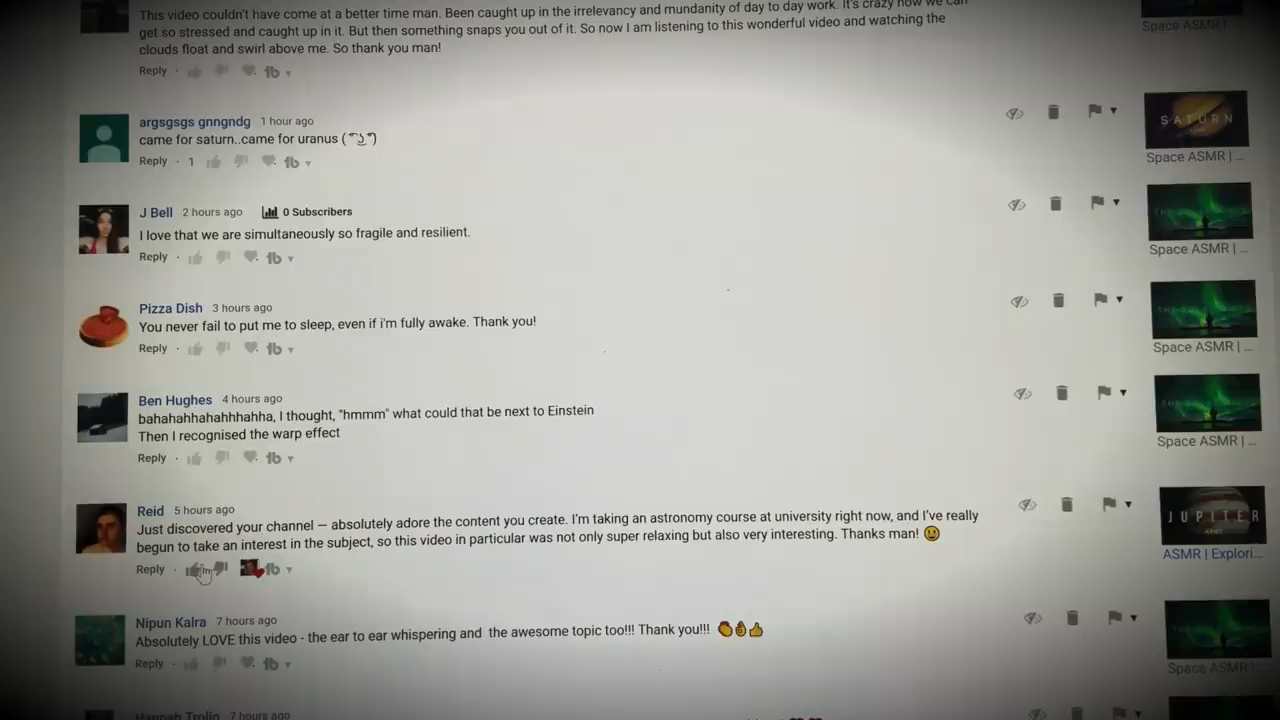 This video couldn't have come at a better time man. Been caught up in the irrelevancy and mundanity of day to day work. It's crazy how we can
get so stressed and caught up in it. But then something snaps you out of it. So now I am listening to this wonderful video and watching the
clouds float and swirl above me. So thank you man!
Reply
Space ASMR |
argsgsgs gnngndg 1 hour ago
came for saturn..came for uranus ( ͡° ͜ʖ ͡°)
Reply · 1
SATURN
Space ASMR | ...
J Bell 2 hours ago 0 Subscribers
I love that we are simultaneously so fragile and resilient.
Reply
Space ASMR | ...
Pizza Dish 3 hours ago
You never fail to put me to sleep, even if i'm fully awake. Thank you!
Reply
Space ASMR | ...
Ben Hughes 4 hours ago
bahahahhahahhhahha, I thought, "hmmm" what could that be next to Einstein
Then I recognised the warp effect
Reply
Space ASMR | ...
Reid 5 hours ago
Just discovered your channel — absolutely adore the content you create. I'm taking an astronomy course at university right now, and I've really
begun to take an interest in the subject, so this video in particular was not only super relaxing but also very interesting. Thanks man! 😃
Reply
JUPITER
ASMR
ASMR | Explori...
Nipun Kalra 7 hours ago
Absolutely LOVE this video - the ear to ear whispering and the awesome topic too!!! Thank you!!! 👏👌👍
Reply
Space ASMR |
Hannah Trolin 7 hours ago